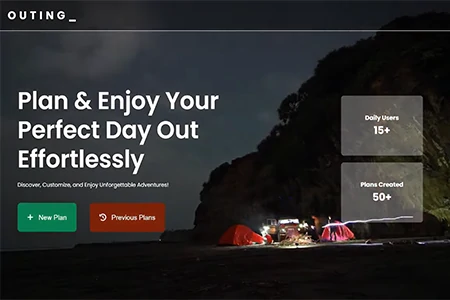 OUTING_
Plan & Enjoy Your
Perfect Day Out
Effortlessly
Discover, Customize, and Enjoy Unforgettable Adventures!
+ New Plan
Previous Plans
Daily Users
15+
Plans Created
50+